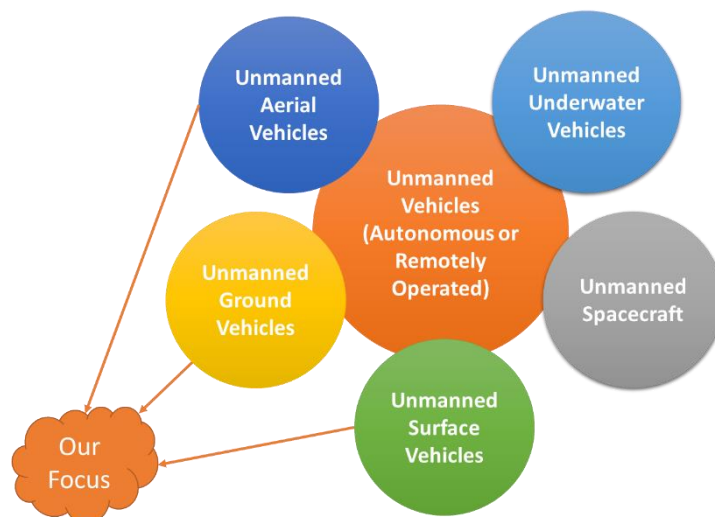 Unmanned
Aerial
Vehicles
Unmanned
Underwater
Vehicles
Unmanned
Vehicles
(Autonomous or
Remotely
Operated)
Unmanned
Ground
Vehicles
Unmanned
Spacecraft
Unmanned
Surface
Vehicles
Our
Focus